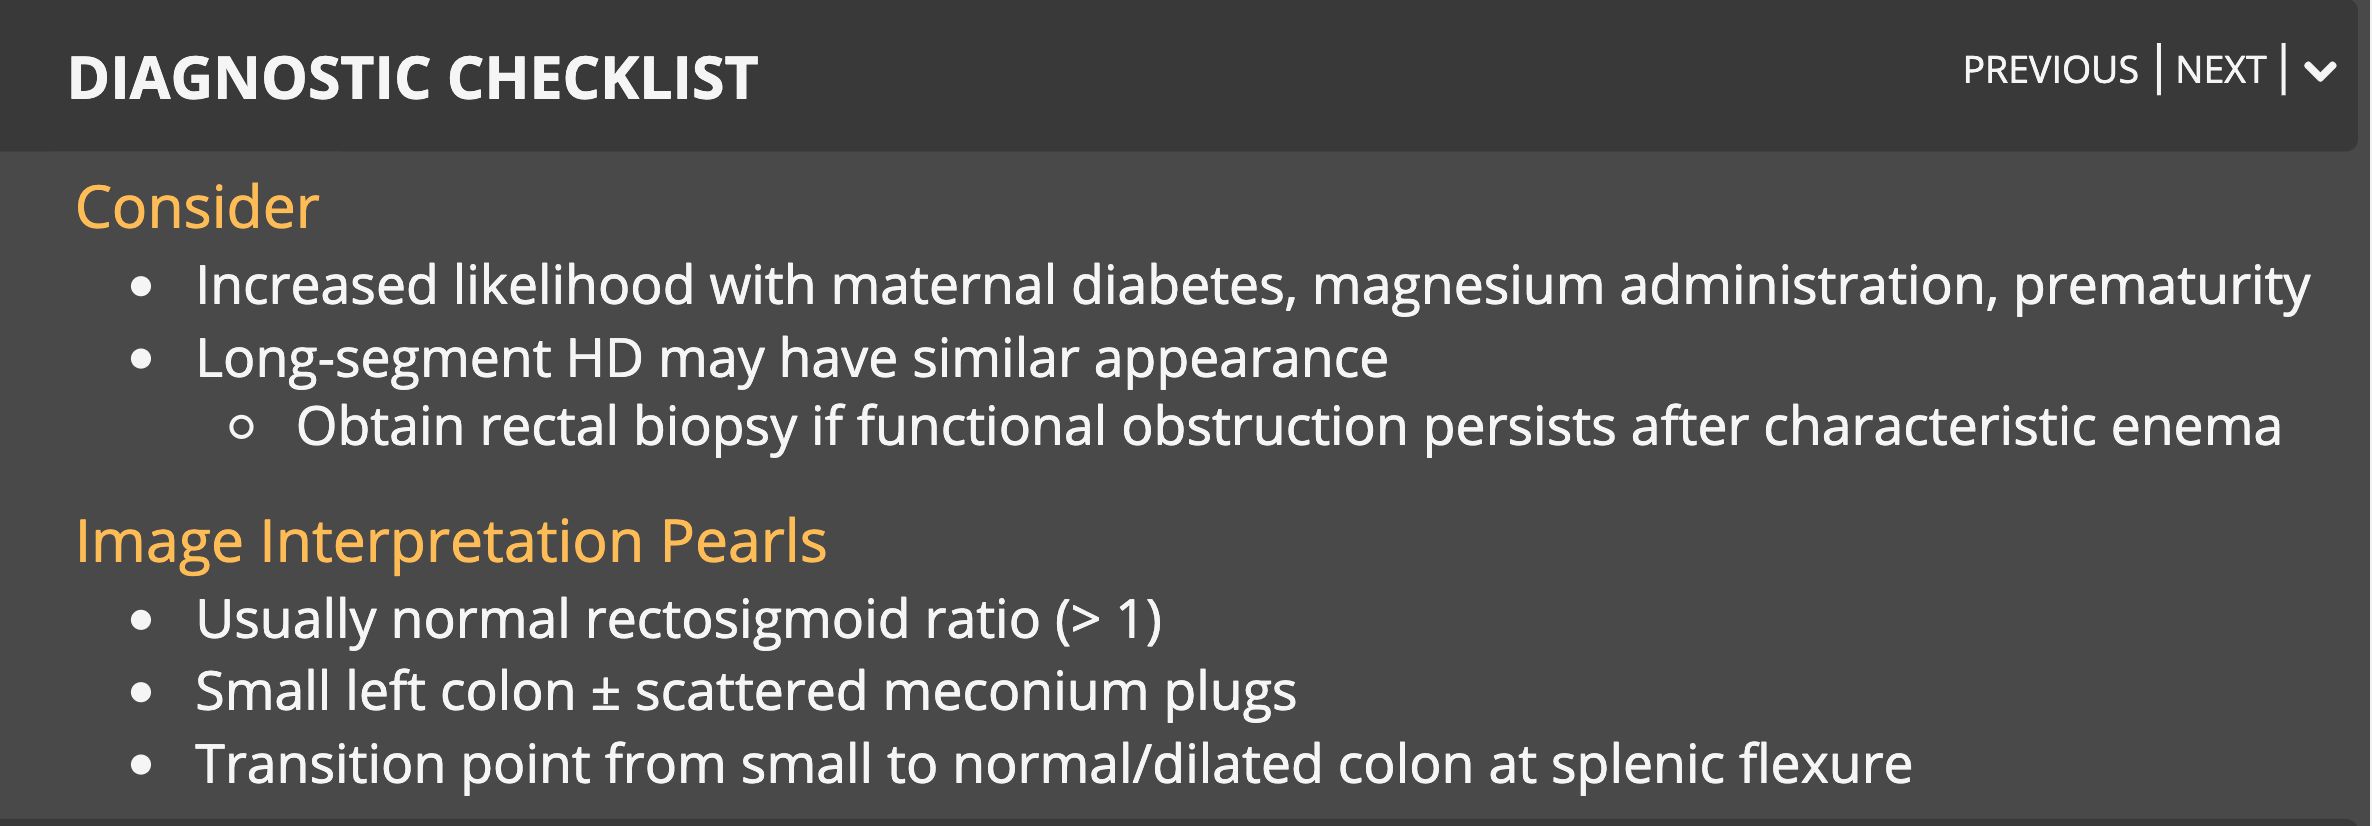 DIAGNOSTIC CHECKLIST
PREVIOUS | NEXT |
Consider
• Increased likelihood with maternal diabetes, magnesium administration, prematurity
• Long-segment HD may have similar appearance
○ Obtain rectal biopsy if functional obstruction persists after characteristic enema
Image Interpretation Pearls
• Usually normal rectosigmoid ratio (> 1)
• Small left colon ± scattered meconium plugs
• Transition point from small to normal/dilated colon at splenic flexure